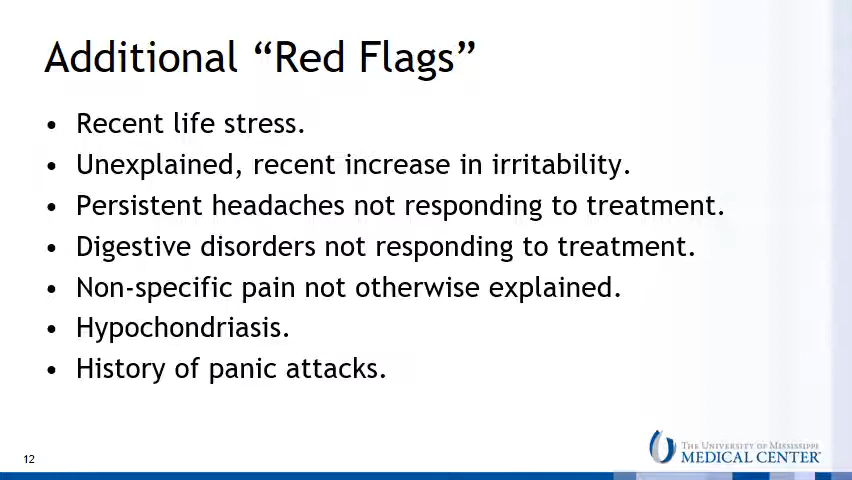 Additional “Red Flags”
• Recent life stress.
• Unexplained, recent increase in irritability.
• Persistent headaches not responding to treatment.
• Digestive disorders not responding to treatment.
• Non-specific pain not otherwise explained.
• Hypochondriasis.
• History of panic attacks.
12
THE UNIVERSITY OF MISSISSIPPI
MEDICAL CENTER